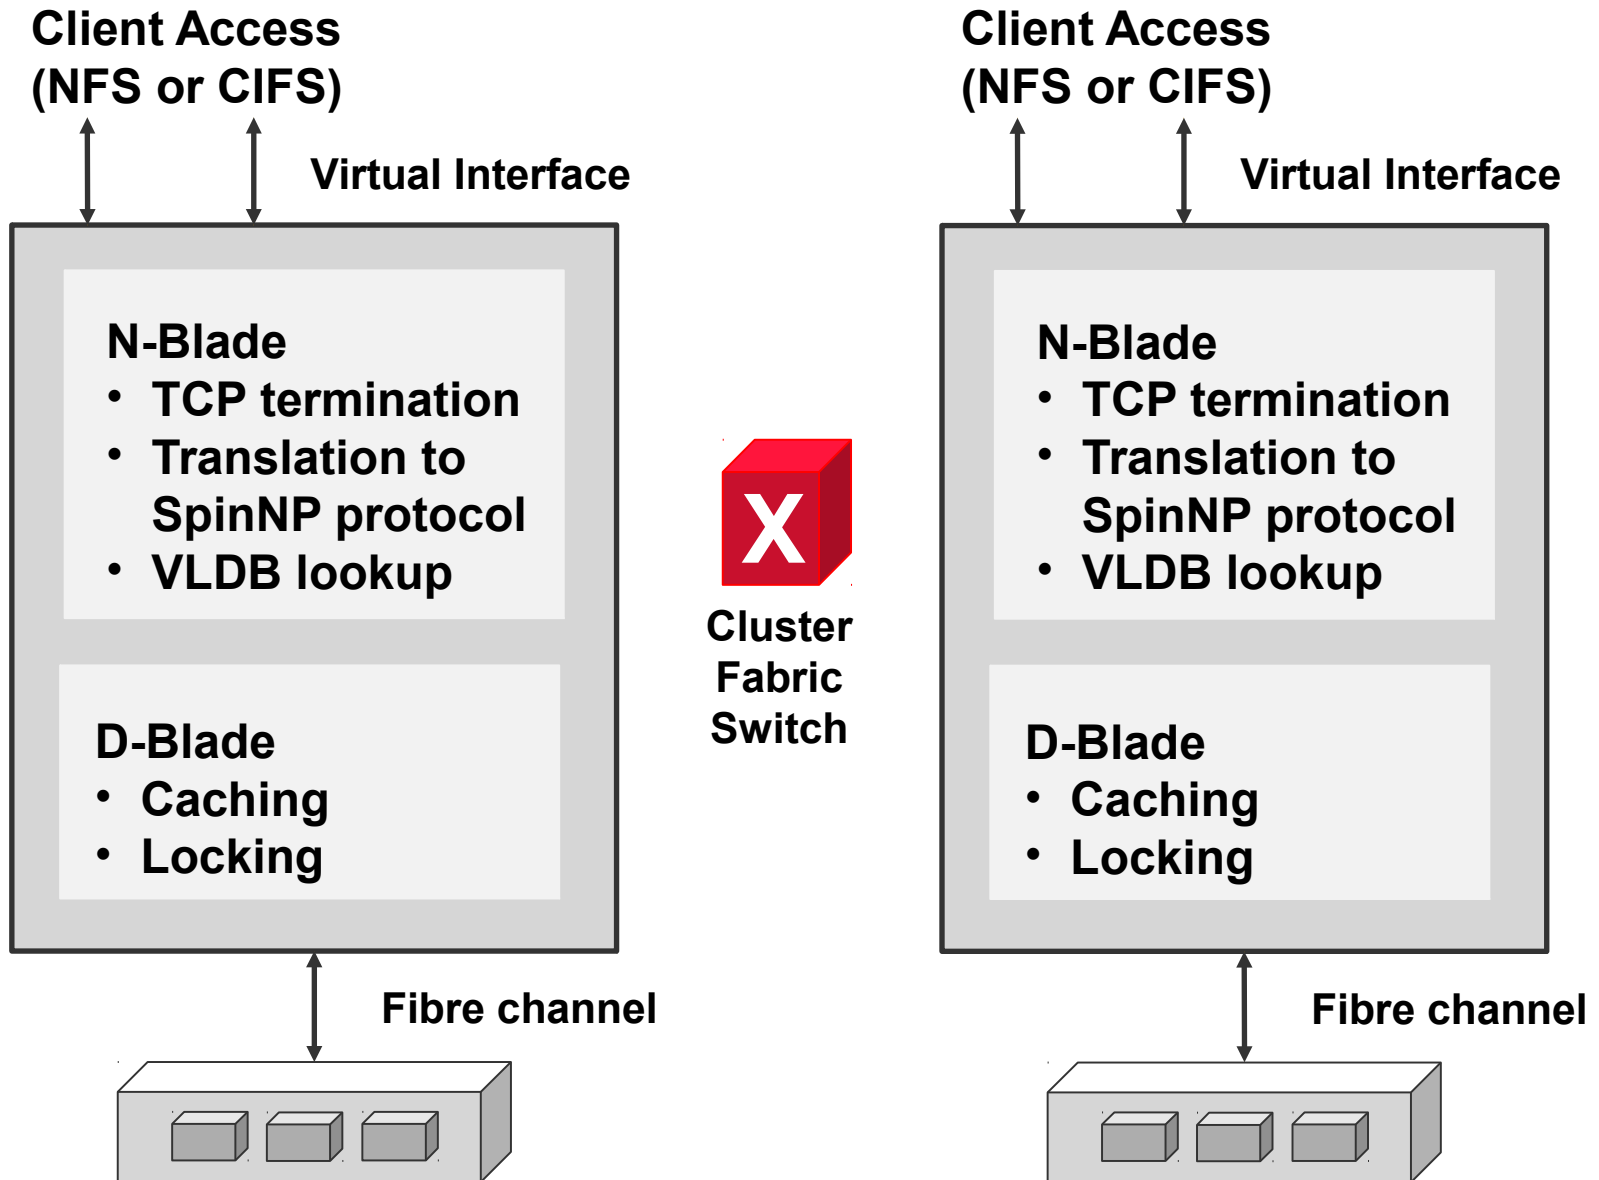 Client Access
(NFS or CIFS)
Virtual Interface
N-Blade
• TCP termination
• Translation to
SpinNP protocol
• VLDB lookup
D-Blade
• Caching
• Locking
Fibre channel
X
Cluster
Fabric
Switch
Client Access
(NFS or CIFS)
Virtual Interface
N-Blade
• TCP termination
• Translation to
SpinNP protocol
• VLDB lookup
D-Blade
• Caching
• Locking
Fibre channel